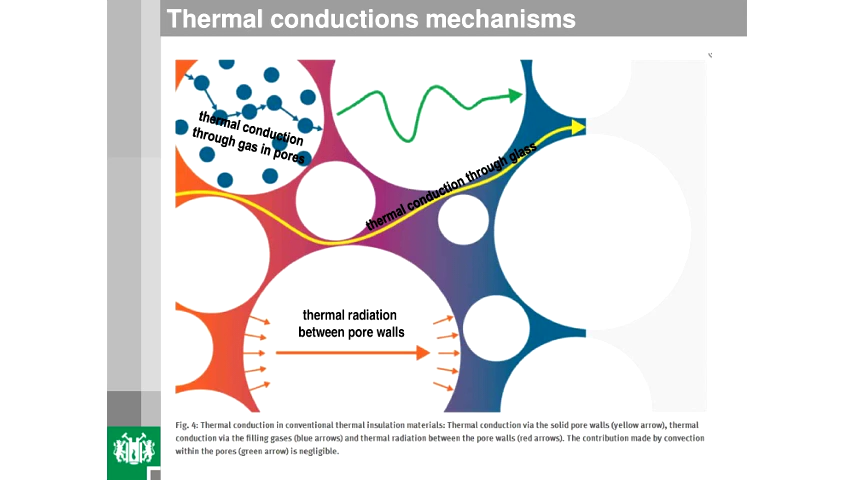 Thermal conductions mechanisms
thermal conduction
through gas in pores
thermal conduction through glass
thermal radiation
between pore walls
Fig. 4: Thermal conduction in conventional thermal insulation materials: Thermal conduction via the solid pore walls (yellow arrow), thermal
conduction via the filling gases (blue arrows) and thermal radiation between the pore walls (red arrows). The contribution made by convection
within the pores (green arrow) is negligible.